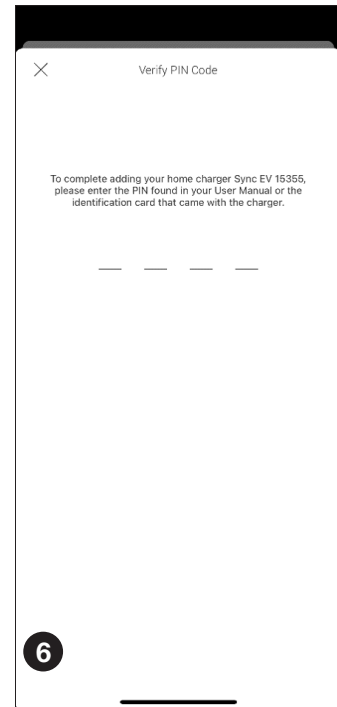 Verify PIN Code
To complete adding your home charger Sync EV 15355,
please enter the PIN found in your User Manual or the
identification card that came with the charger.
6